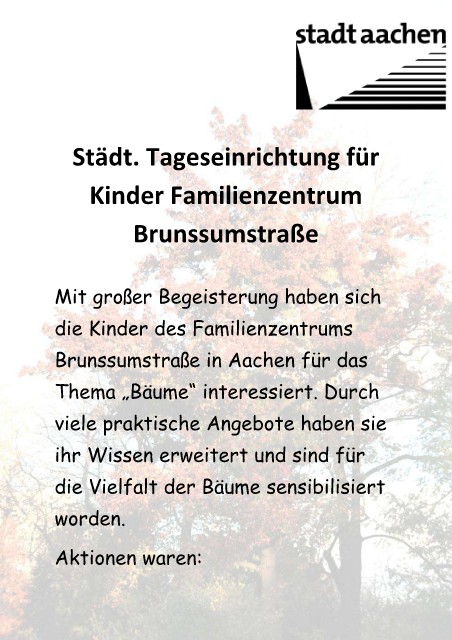 stadt aachen
Städt. Tageseinrichtung für
Kinder Familienzentrum
Brunssumstraße
Mit großer Begeisterung haben sich
die Kinder des Familienzentrums
Brunssumstraße in Aachen für das
Thema „Bäume“ interessiert. Durch
viele praktische Angebote haben sie
ihr Wissen erweitert und sind für
die Vielfalt der Bäume sensibilisiert
worden.
Aktionen waren: